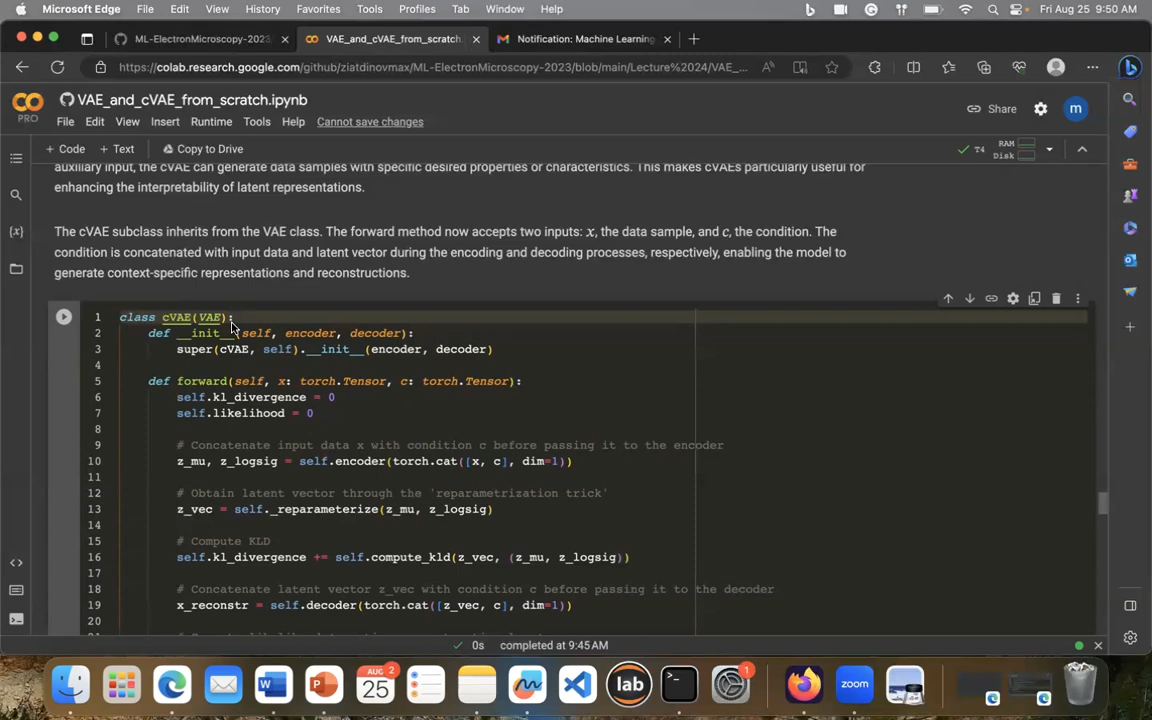 Microsoft Edge File Edit View History Favorites Tools Profiles Tab Window Help Fri Aug 25 9:50 AM
ML-ElectronMicroscopy-2023 VAE_and_cVAE_from_scratch. Notification: Machine Learning
https://colab.research.google.com/github/ziatdinovmax/ML-ElectronMicroscopy-2023/blob/main/Lecture%2024/VAE_...
VAE_and_cVAE_from_scratch.ipynb
PRO File Edit View Insert Runtime Tools Help Cannot save changes Share m
+ Code + Text Copy to Drive T4 RAM Disk
auxiliary input, the cVAE can generate data samples with specific desired properties or characteristics. This makes cVAEs particularly useful for
enhancing the interpretability of latent representations.
The cVAE subclass inherits from the VAE class. The forward method now accepts two inputs: x, the data sample, and c, the condition. The
condition is concatenated with input data and latent vector during the encoding and decoding processes, respectively, enabling the model to
generate context-specific representations and reconstructions.
1 class cVAE(VAE):
2 def __init__(self, encoder, decoder):
3 super(cVAE, self).__init__(encoder, decoder)
4
5 def forward(self, x: torch.Tensor, c: torch.Tensor):
6 self.kl_divergence = 0
7 self.likelihood = 0
8
9 # Concatenate input data x with condition c before passing it to the encoder
10 z_mu, z_logsig = self.encoder(torch.cat([x, c], dim=1))
11
12 # Obtain latent vector through the 'reparametrization trick'
13 z_vec = self._reparameterize(z_mu, z_logsig)
14
15 # Compute KLD
16 self.kl_divergence += self.compute_kld(z_vec, (z_mu, z_logsig))
17
18 # Concatenate latent vector z_vec with condition c before passing it to the decoder
19 x_reconstr = self.decoder(torch.cat([z_vec, c], dim=1))
20
0s completed at 9:45 AM
AUG 25 2 lab 1 zoom